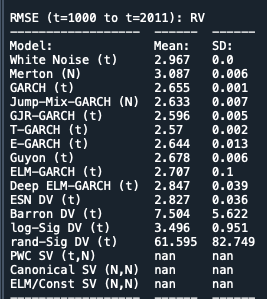 RMSE (t=1000 to t=2011): RV
------------------ ------ ------
Model: Mean: SD:
White Noise (t) 2.967 0.0
Merton (N) 3.087 0.006
GARCH (t) 2.655 0.001
Jump-Mix-GARCH (N) 2.633 0.007
GJR-GARCH (t) 2.596 0.005
T-GARCH (t) 2.57 0.002
E-GARCH (t) 2.644 0.013
Guyon (t) 2.678 0.006
ELM-GARCH (t) 2.707 0.1
Deep ELM-GARCH (t) 2.847 0.039
ESN DV (t) 2.827 0.036
Barron DV (t) 7.504 5.622
log-Sig DV (t) 3.496 0.951
rand-Sig DV (t) 61.595 82.749
PWC SV (t,N) nan nan
Canonical SV (N,N) nan nan
ELM/Const SV (N,N) nan nan
------------------ ------ ------